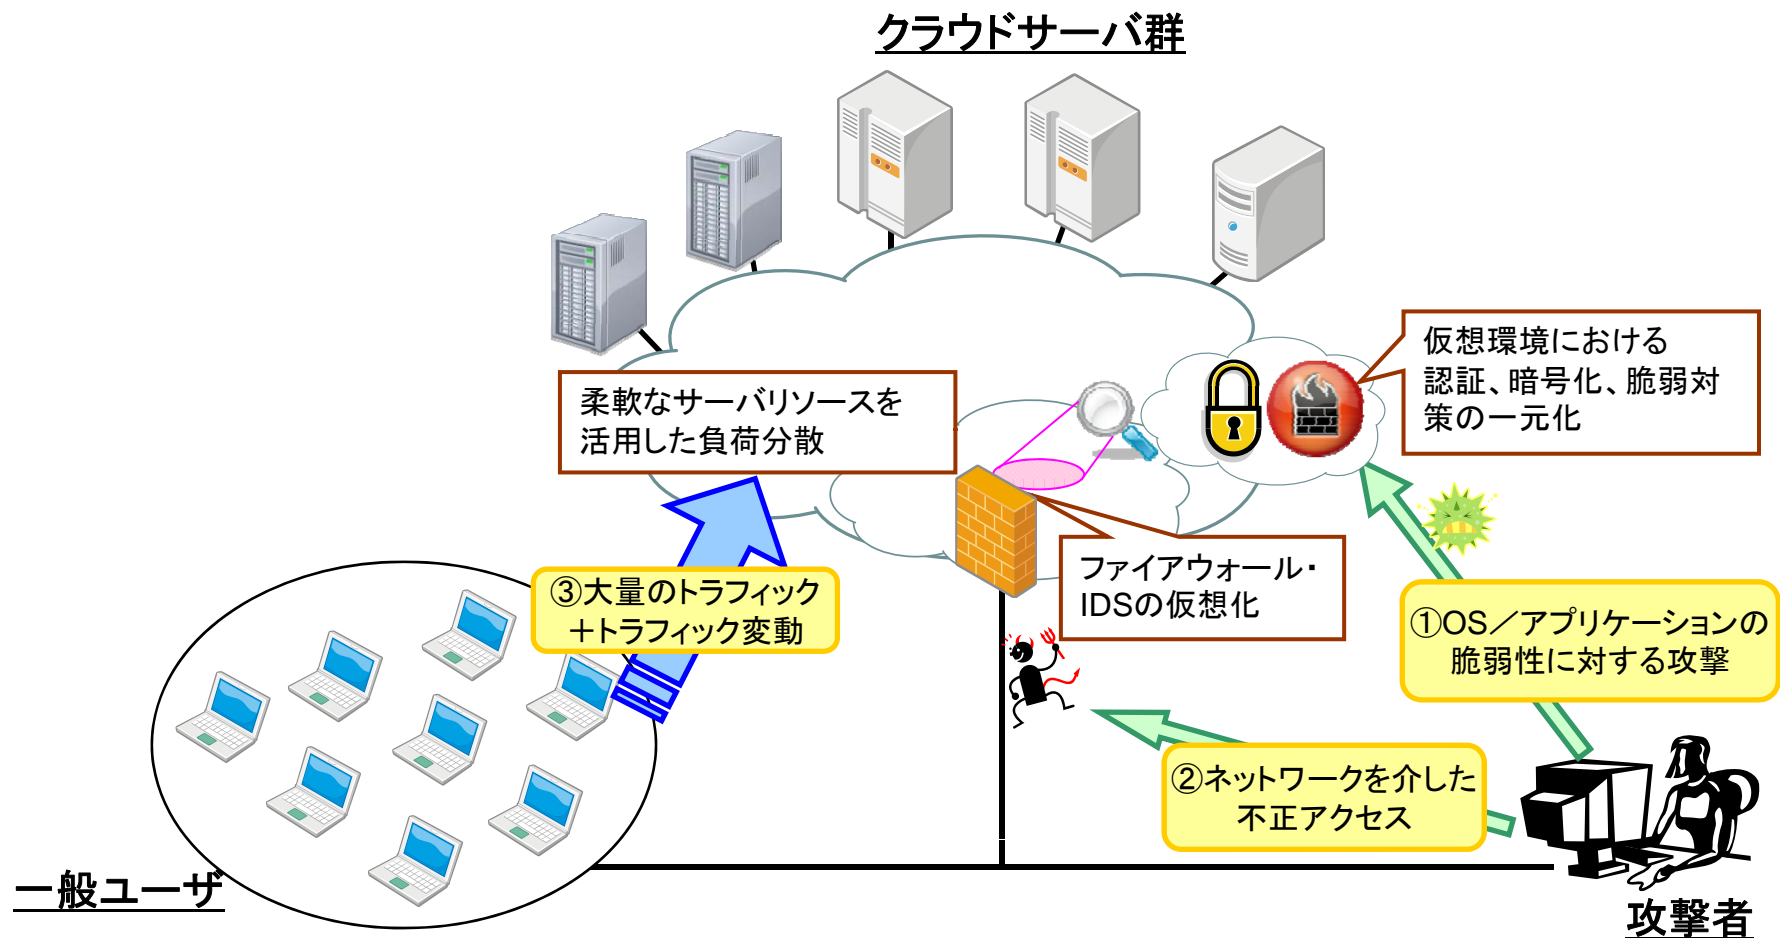 クラウドサーバ群
仮想環境における
認証、暗号化、脆弱対
策の一元化
柔軟なサーバリソースを
活用した負荷分散
ファイアウォール・
IDSの仮想化
③大量のトラフィック
＋トラフィック変動
①OS／アプリケーションの
脆弱性に対する攻撃
②ネットワークを介した
不正アクセス
一般ユーザ
攻撃者